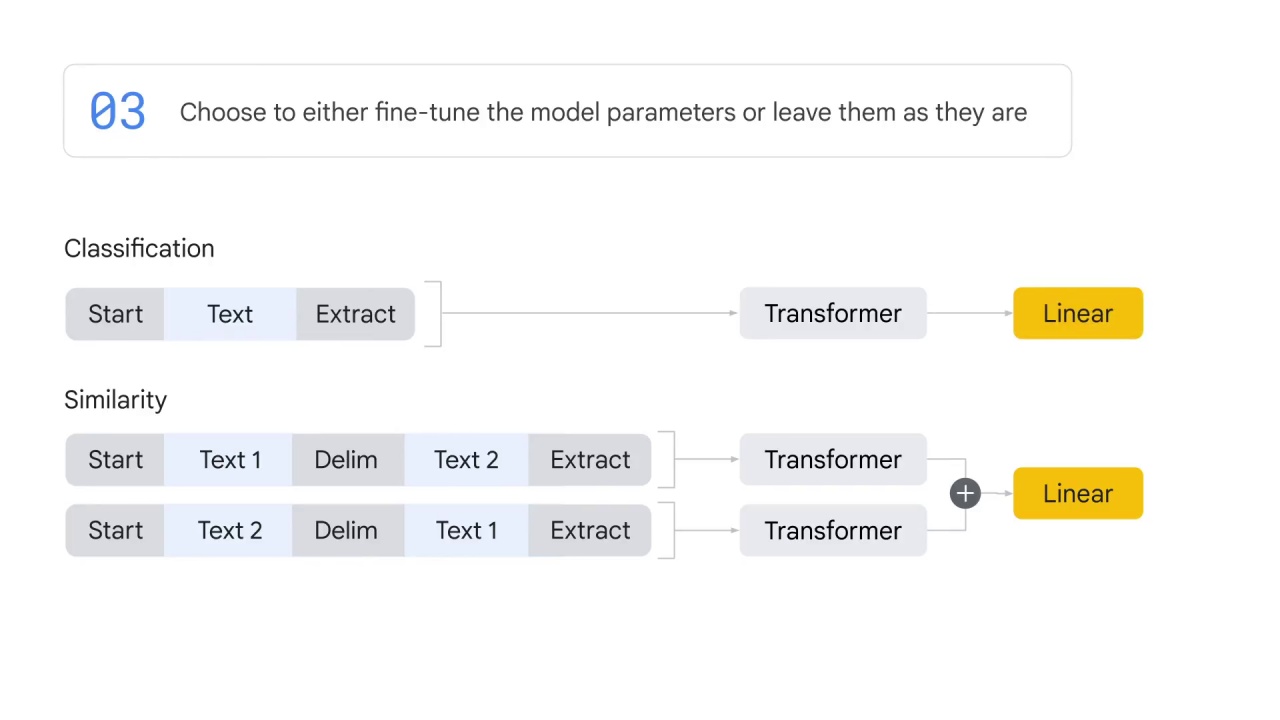 03 Choose to either fine-tune the model parameters or leave them as they are
Classification
Start Text Extract Transformer Linear
Similarity
Start Text 1 Delim Text 2 Extract Transformer
+ Linear
Start Text 2 Delim Text 1 Extract Transformer